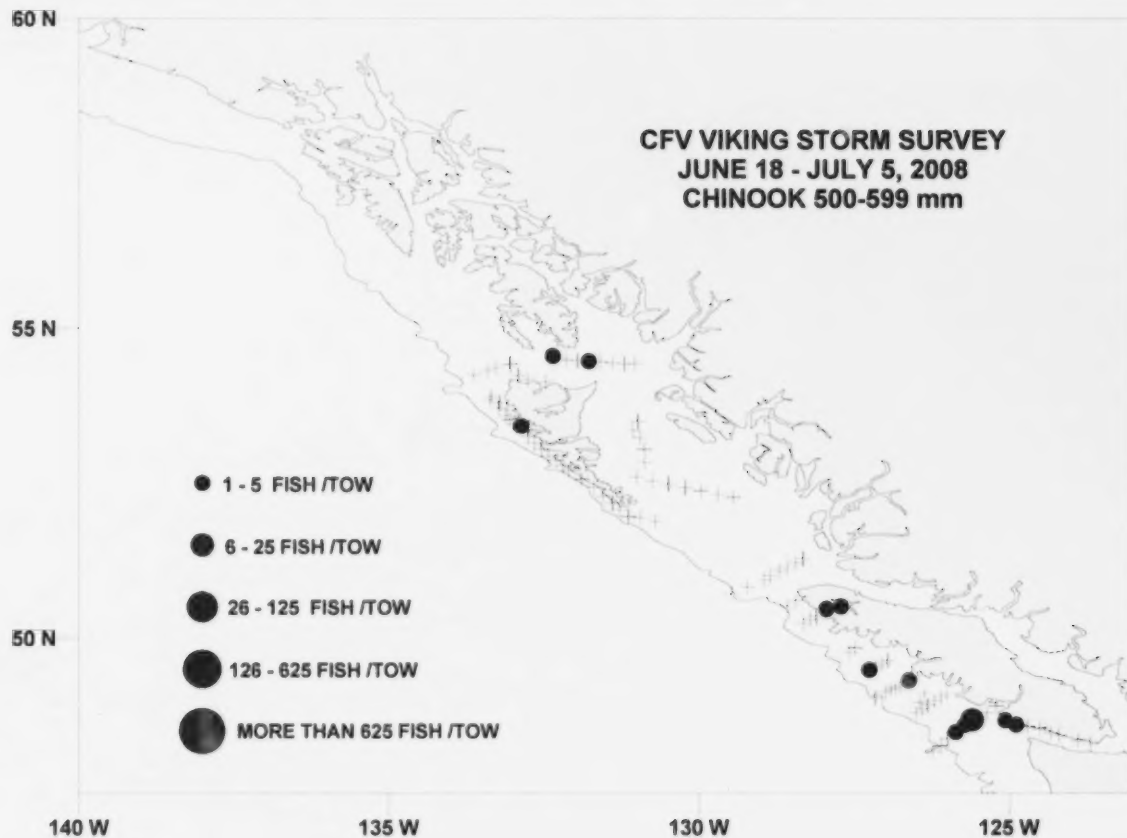 60 N
CFV VIKING STORM SURVEY
JUNE 18 - JULY 5, 2008
CHINOOK 500-599 mm
55 N
1 - 5 FISH /TOW
6 - 25 FISH /TOW
26 - 125 FISH /TOW
50 N
126 - 625 FISH /TOW
MORE THAN 625 FISH /TOW
140 W
135 W
130 W
125 W